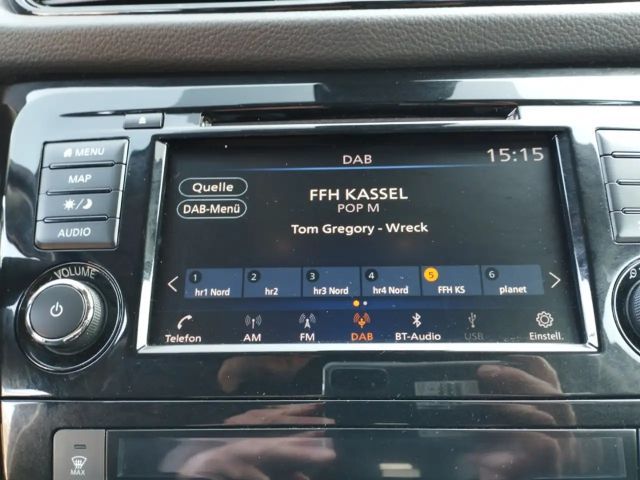 DAB
15:15
Quelle
DAB-Menü
FFH KASSEL
POP M
Tom Gregory - Wreck
1 2 3 4 5 6
hr1 Nord hr2 hr3 Nord hr4 Nord FFH KS planet
Telefon AM FM DAB BT-Audio USB Einstell.
MENU
MAP
AUDIO
VOLUME
MAX